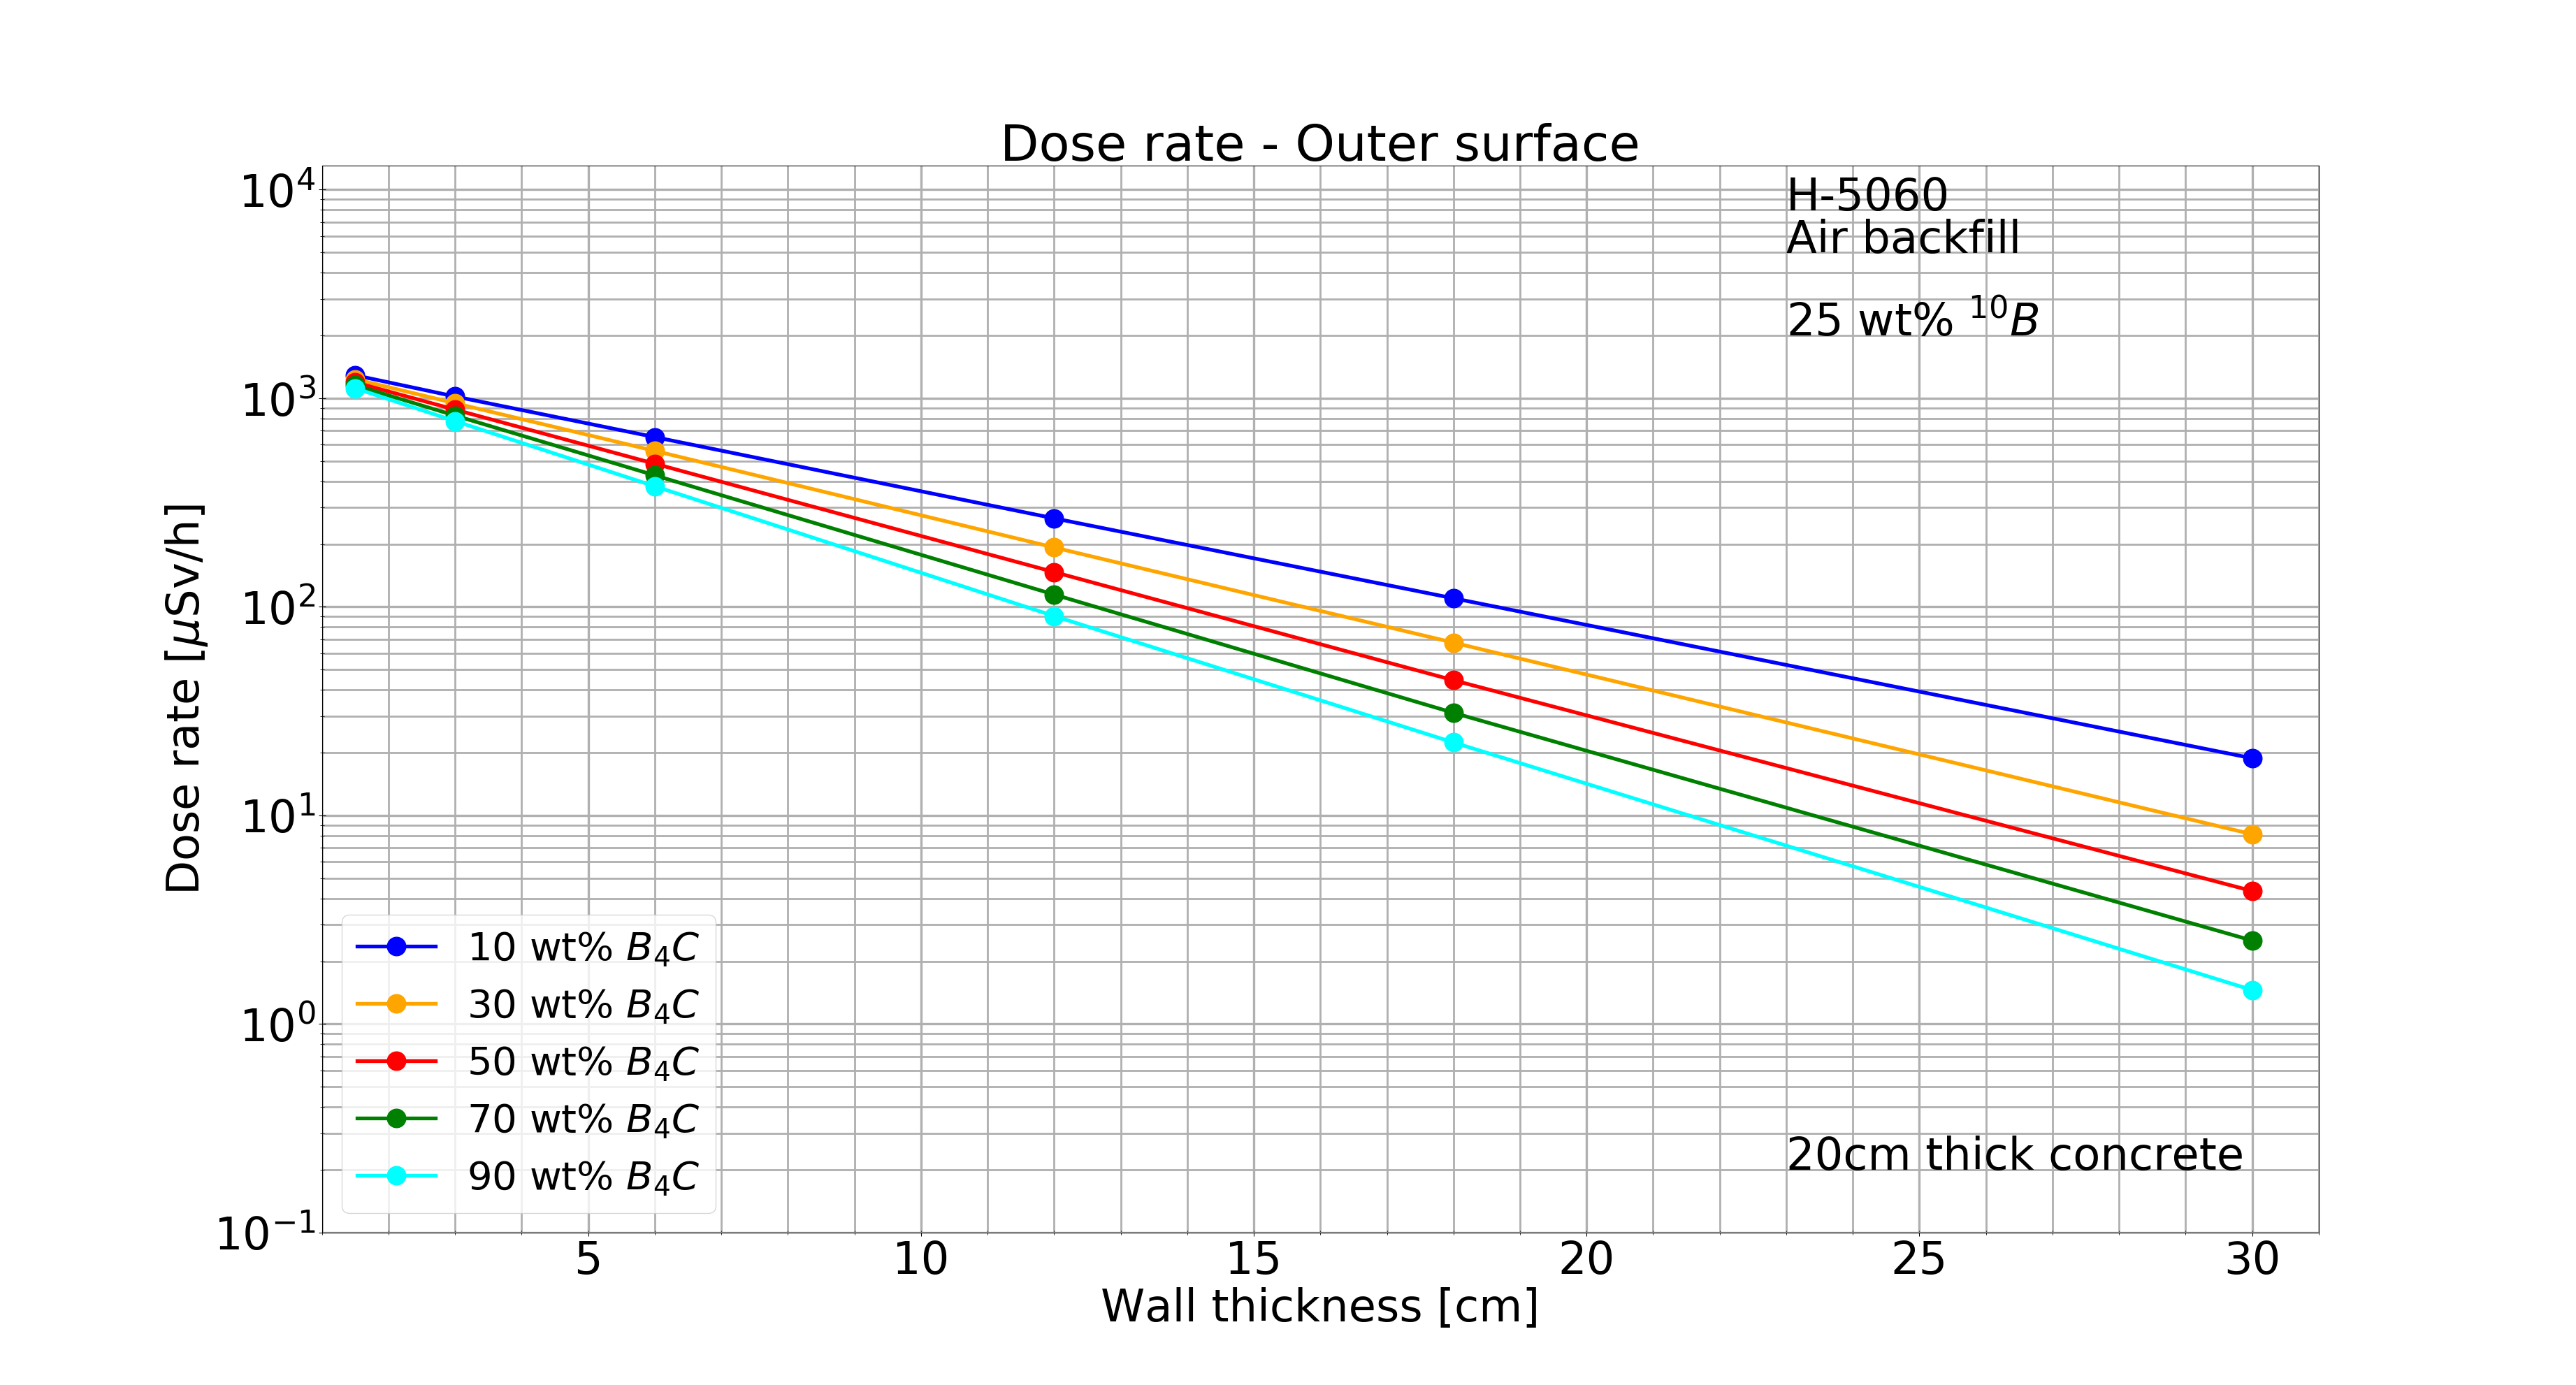 Dose rate - Outer surface
10⁴
10³
10²
10¹
10⁰
10⁻¹
Dose rate [μSv/h]
H-5060
Air backfill
25 wt% ¹⁰B
10 wt% B₄C
30 wt% B₄C
50 wt% B₄C
70 wt% B₄C
90 wt% B₄C
20cm thick concrete
5 10 15 20 25 30
Wall thickness [cm]